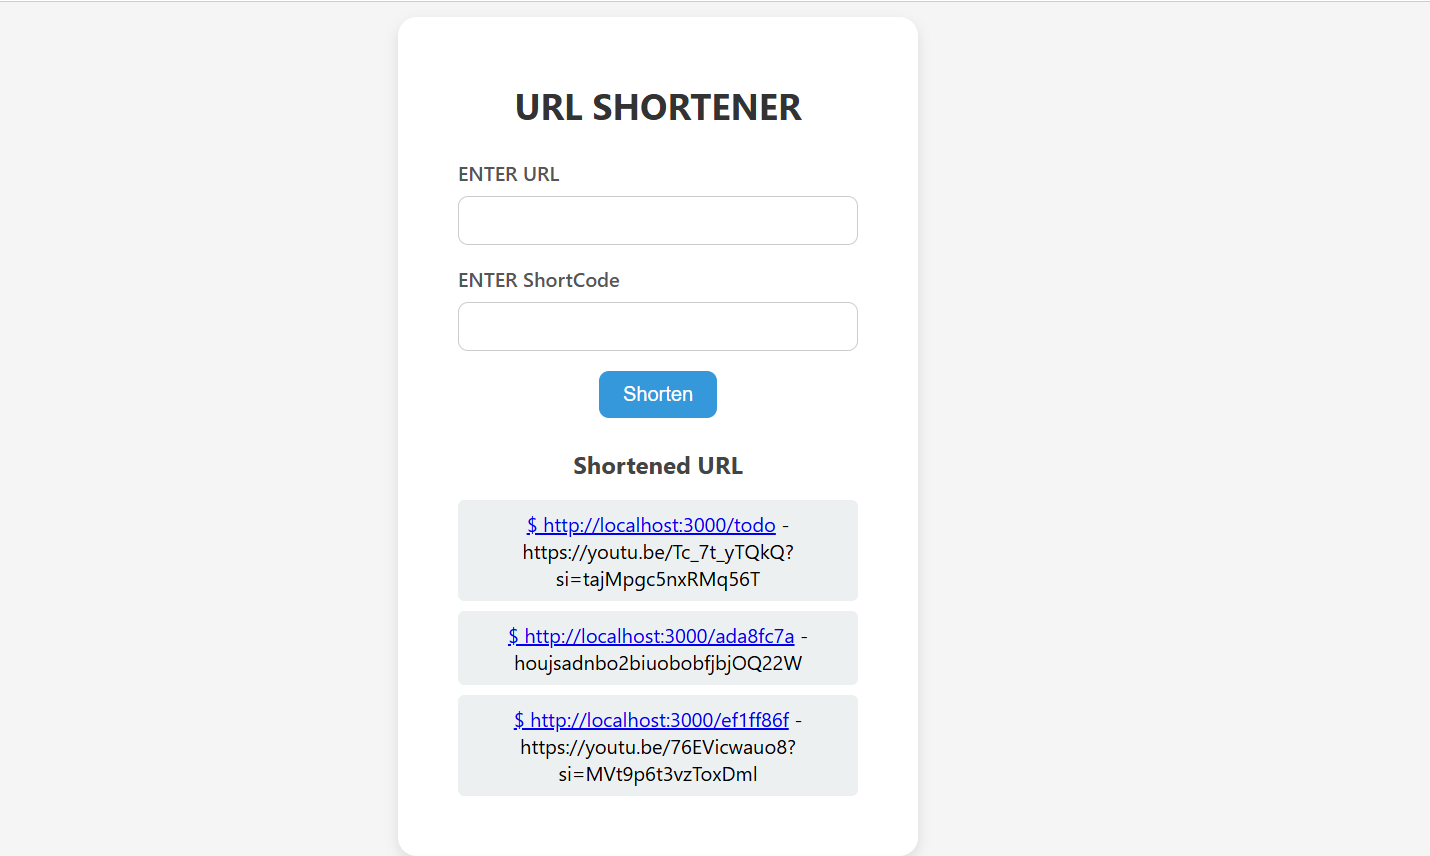 URL SHORTENER
ENTER URL
ENTER ShortCode
Shorten
Shortened URL
$ http://localhost:3000/todo -
https://youtu.be/Tc_7t_yTQkQ?
si=tajMpgc5nxRMq56T
$ http://localhost:3000/ada8fc7a -
houjsadnbo2biuobobfjbjOQ22W
$ http://localhost:3000/ef1ff86f -
https://youtu.be/76EVicwauo8?
si=MVt9p6t3vzToxDml